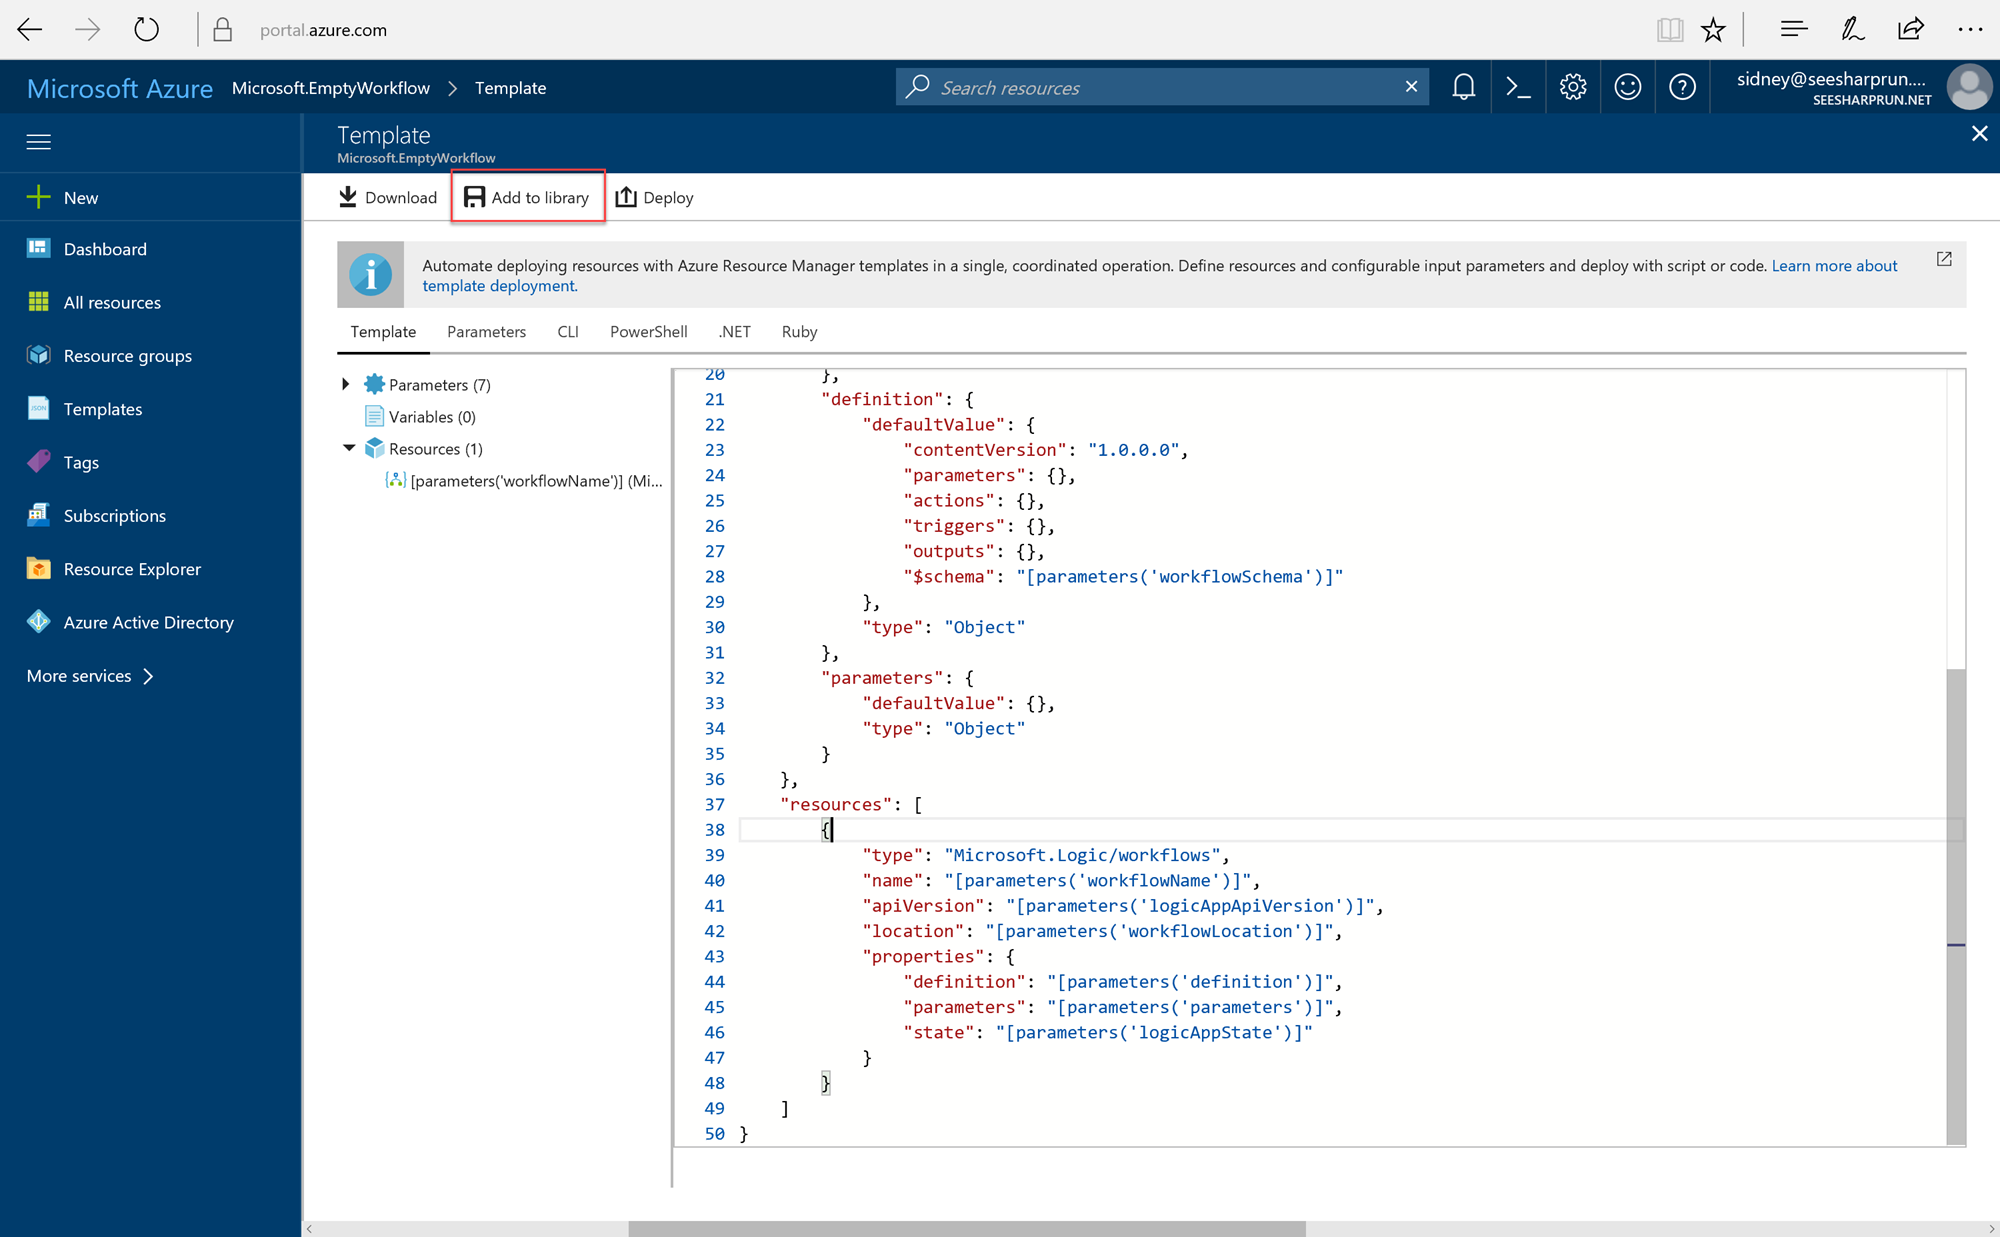 portal.azure.com
Microsoft Azure Microsoft.EmptyWorkflow > Template
Search resources
sidney@seesharprun....
SEESHARPRUN.NET
Template
Microsoft.EmptyWorkflow
New
Dashboard
All resources
Resource groups
Templates
JSON
Tags
Subscriptions
Resource Explorer
Azure Active Directory
More services >
Download Add to library Deploy
Automate deploying resources with Azure Resource Manager templates in a single, coordinated operation. Define resources and configurable input parameters and deploy with script or code. Learn more about
template deployment.
Template Parameters CLI PowerShell .NET Ruby
Parameters (7)
Variables (0)
Resources (1)
[parameters('workflowName')] (Mi...
20 },
21 "definition": {
22 "defaultValue": {
23 "contentVersion": "1.0.0.0",
24 "parameters": {},
25 "actions": {},
26 "triggers": {},
27 "outputs": {},
28 "$schema": "[parameters('workflowSchema')]"
29 },
30 "type": "Object"
31 },
32 "parameters": {
33 "defaultValue": {},
34 "type": "Object"
35 }
36 },
37 "resources": [
38 {
39 "type": "Microsoft.Logic/workflows",
40 "name": "[parameters('workflowName')]",
41 "apiVersion": "[parameters('logicAppApiVersion')]",
42 "location": "[parameters('workflowLocation')]",
43 "properties": {
44 "definition": "[parameters('definition')]",
45 "parameters": "[parameters('parameters')]",
46 "state": "[parameters('logicAppState')]"
47 }
48 }
49 ]
50 }